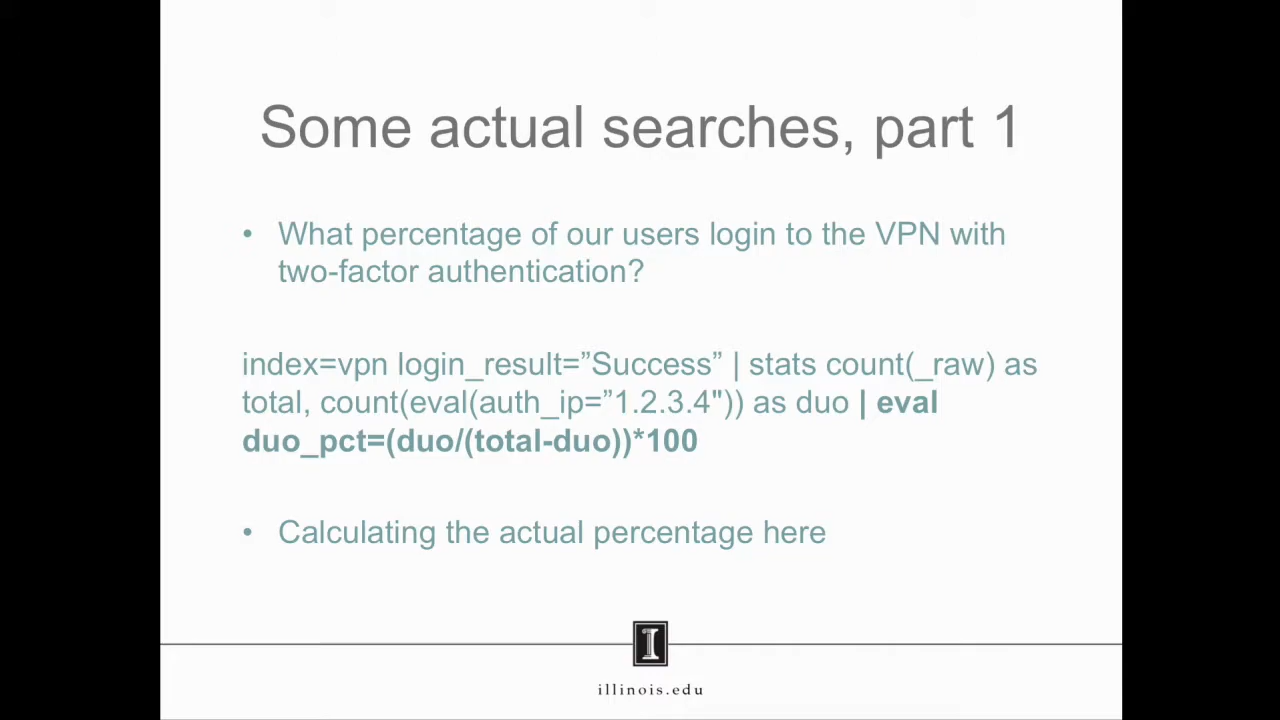 Some actual searches, part 1
• What percentage of our users login to the VPN with
two-factor authentication?
index=vpn login_result=”Success” | stats count(_raw) as
total, count(eval(auth_ip=”1.2.3.4")) as duo | eval
duo_pct=(duo/(total-duo))*100
• Calculating the actual percentage here
I
illinois.edu